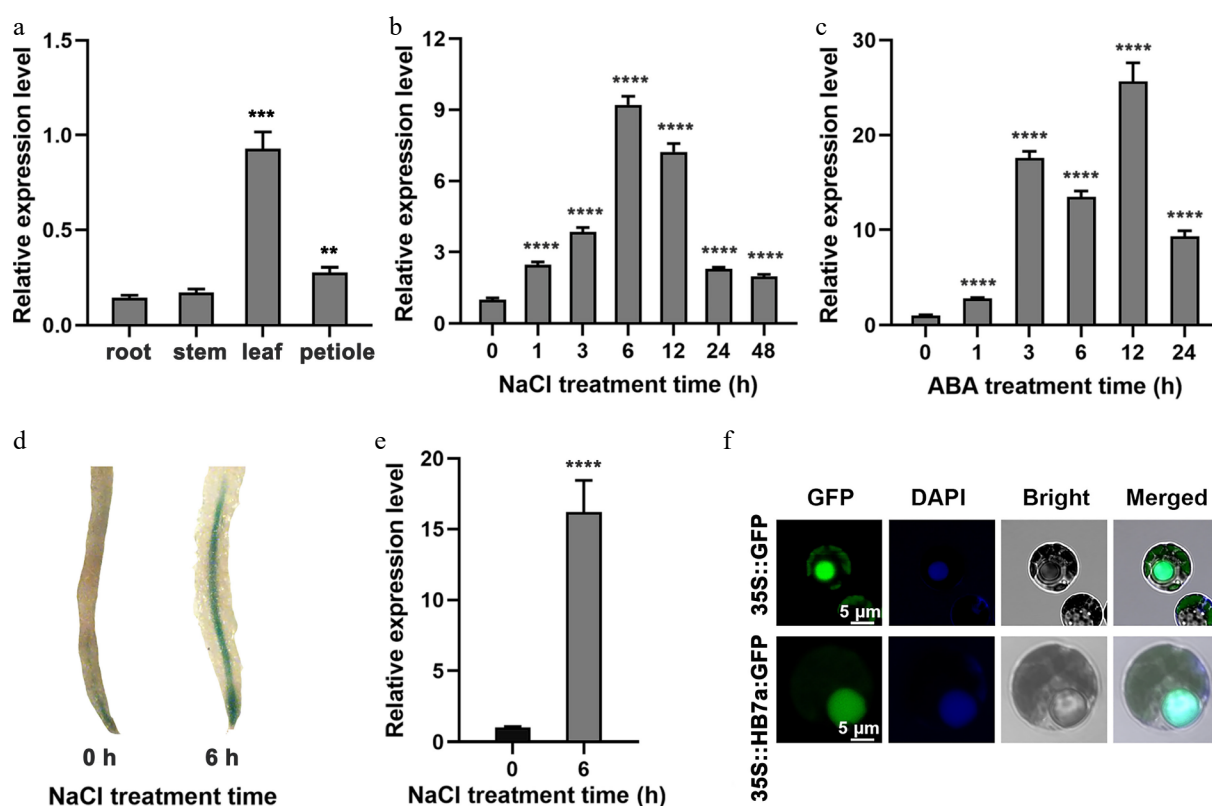 a
Relative expression level
1.5
1.0
0.5
0.0
***
**
root stem leaf petiole
b
Relative expression level
12
9
6
3
0
**** **** **** **** **** ****
0 1 3 6 12 24 48
NaCl treatment time (h)
c
Relative expression level
30
20
10
0
**** **** **** **** ****
0 1 3 6 12 24
ABA treatment time (h)
d
0 h 6 h
NaCl treatment time
e
Relative expression level
20
15
10
5
0
****
0 6
NaCl treatment time (h)
f
GFP DAPI Bright Merged
35S::GFP
5 µm
35S::HB7a:GFP
5 µm